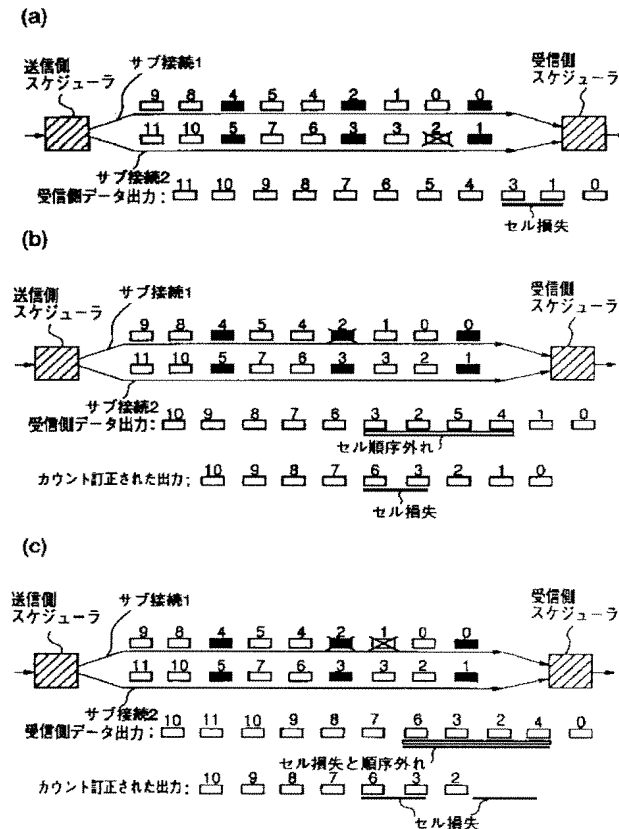 (a)
送信側
スケジューラ
サブ接続1
受信側
スケジューラ
9 8 4 5 4 2 1 0 0
11 10 5 7 6 3 3 2 1
サブ接続2
11 10 9 8 7 6 5 4 3 1 0
受信側データ出力:
セル損失
(b)
送信側
スケジューラ
サブ接続1
受信側
スケジューラ
9 8 4 5 4 2 1 0 0
11 10 5 7 6 3 3 2 1
サブ接続2
10 9 8 7 6 3 2 5 4 1 0
受信側データ出力:
セル順序外れ
10 9 8 7 6 3 2 1 0
カウント訂正された出力;
セル損失
(c)
送信側
スケジューラ
サブ接続1
受信側
スケジューラ
9 8 4 5 4 2 1 0 0
11 10 5 7 6 3 3 2 1
サブ接続2
10 11 10 9 8 7 6 3 2 4 0
受信側データ出力:
セル損失と順序外れ
10 9 8 7 6 3 2
カウント訂正された出力:
セル損失